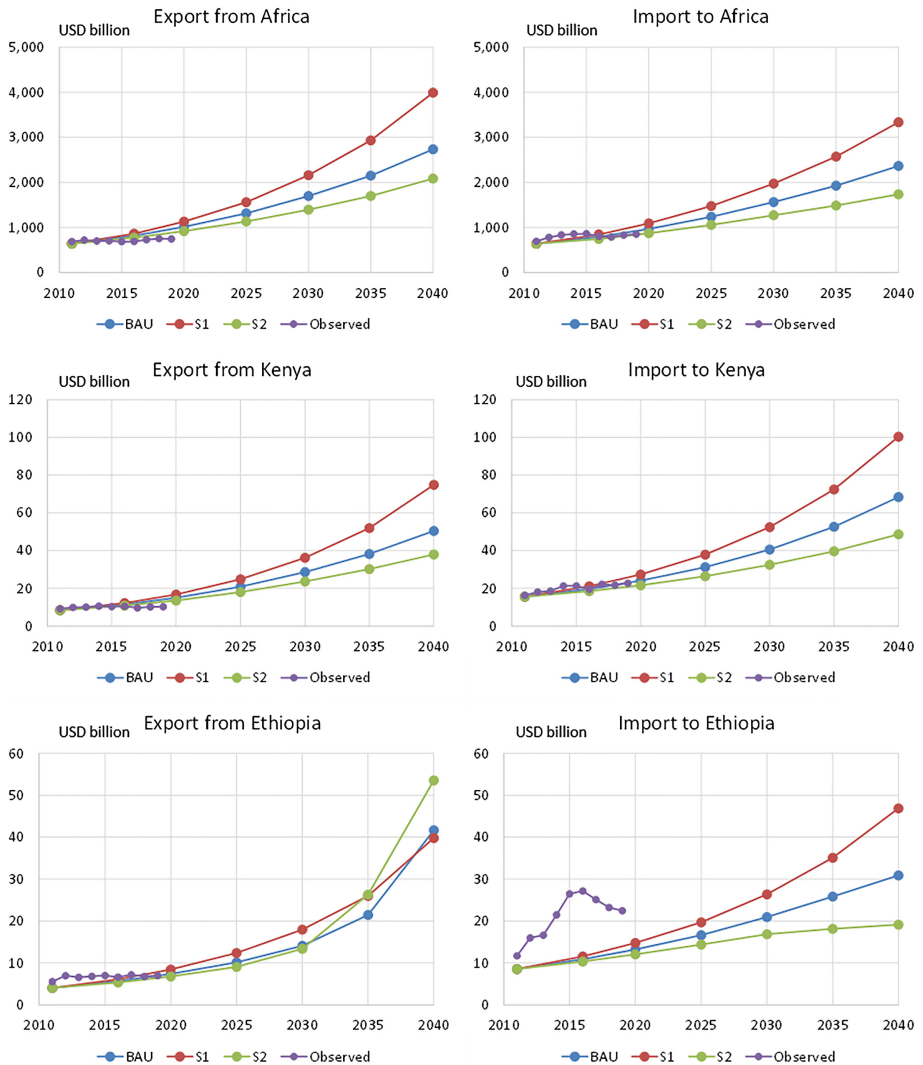 Export from Africa
USD billion
5,000
4,000
3,000
2,000
1,000
0
2010 2015 2020 2025 2030 2035 2040
BAU S1 S2 Observed
Import to Africa
USD billion
5,000
4,000
3,000
2,000
1,000
0
2010 2015 2020 2025 2030 2035 2040
BAU S1 S2 Observed
Export from Kenya
USD billion
120
100
80
60
40
20
0
2010 2015 2020 2025 2030 2035 2040
BAU S1 S2 Observed
Import to Kenya
USD billion
120
100
80
60
40
20
0
2010 2015 2020 2025 2030 2035 2040
BAU S1 S2 Observed
Export from Ethiopia
USD billion
60
50
40
30
20
10
0
2010 2015 2020 2025 2030 2035 2040
BAU S1 S2 Observed
Import to Ethiopia
USD billion
60
50
40
30
20
10
0
2010 2015 2020 2025 2030 2035 2040
BAU S1 S2 Observed